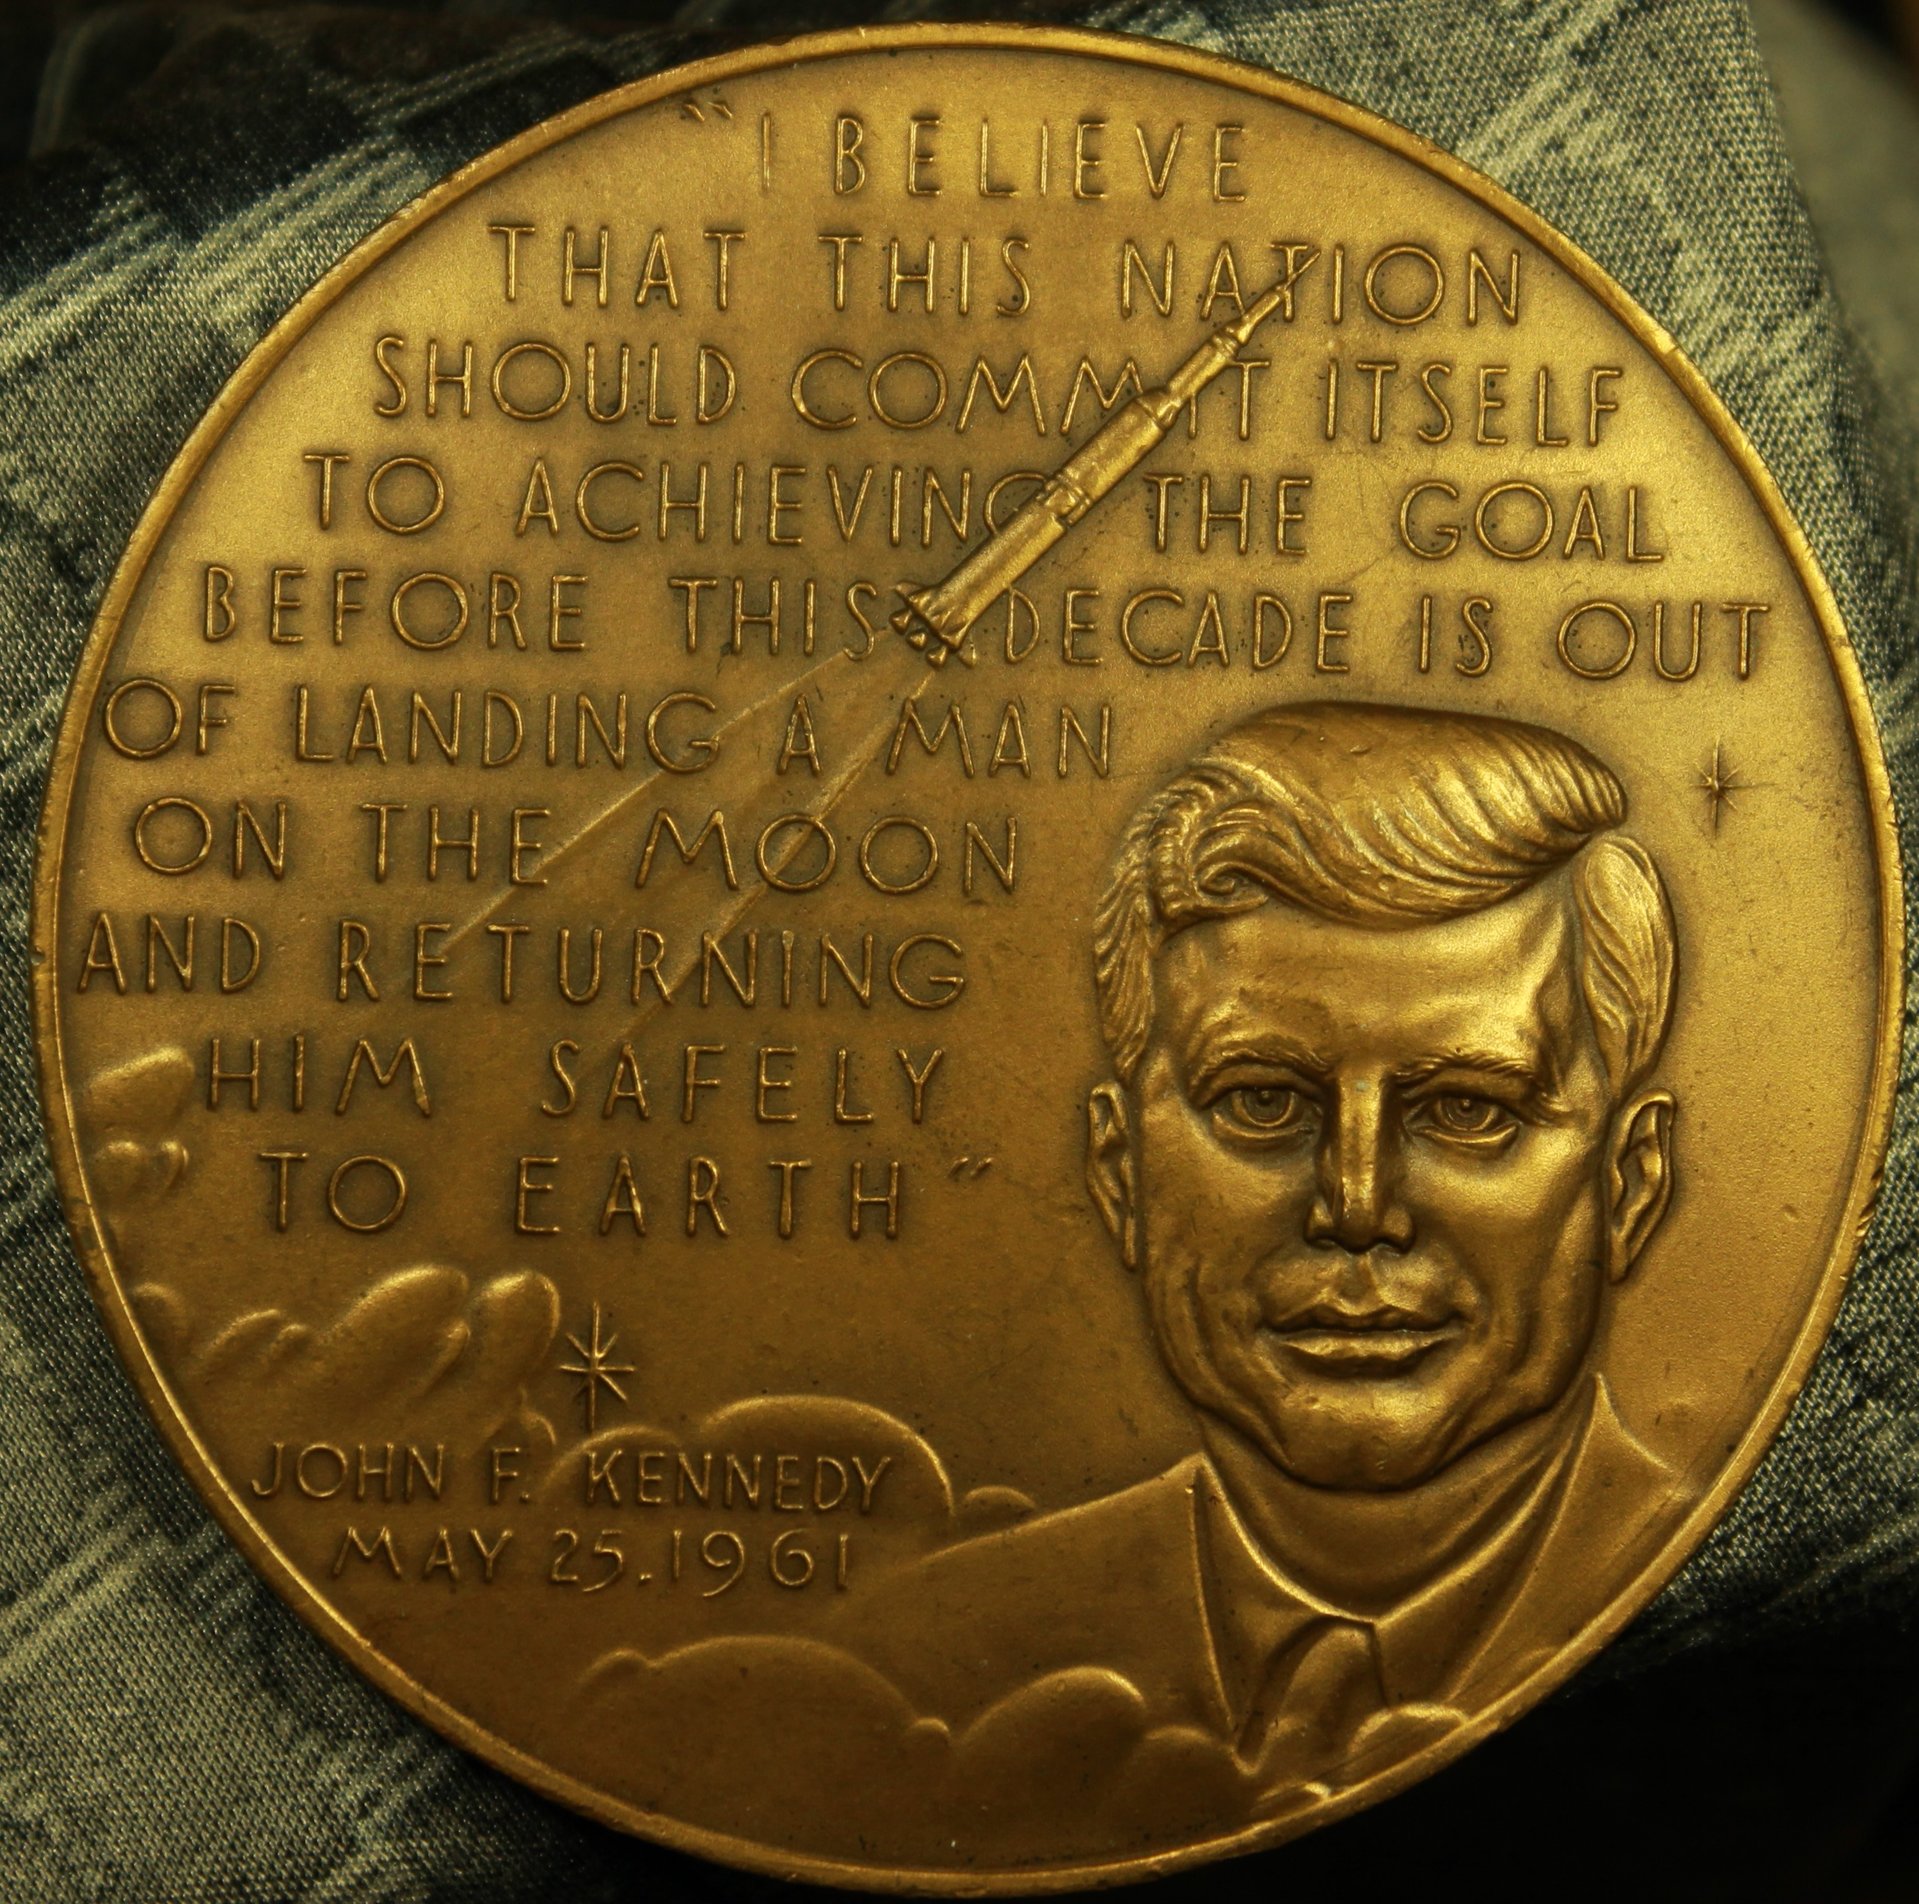 "I BELIEVE
THAT THIS NATION
SHOULD COMMIT ITSELF
TO ACHIEVING THE GOAL
BEFORE THIS DECADE IS OUT
OF LANDING A MAN
ON THE MOON
AND RETURNING
HIM SAFELY
TO EARTH"
JOHN F. KENNEDY
MAY 25.1961